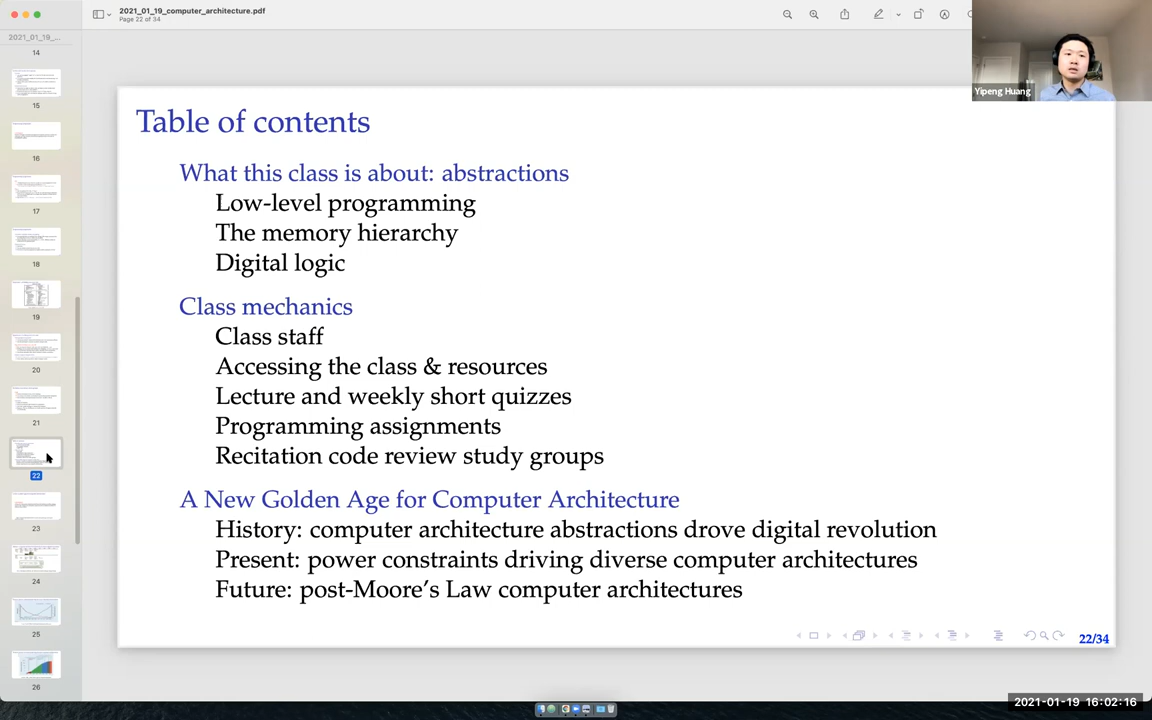 2021_01_19_computer_architecture.pdf
Page 22 of 34
2021_01_19_...
14
15
16
17
18
19
20
21
22
23
24
25
26
Yipeng Huang
Table of contents
What this class is about: abstractions
Low-level programming
The memory hierarchy
Digital logic
Class mechanics
Class staff
Accessing the class & resources
Lecture and weekly short quizzes
Programming assignments
Recitation code review study groups
A New Golden Age for Computer Architecture
History: computer architecture abstractions drove digital revolution
Present: power constraints driving diverse computer architectures
Future: post-Moore's Law computer architectures
22/34
2021-01-19 16:02:16